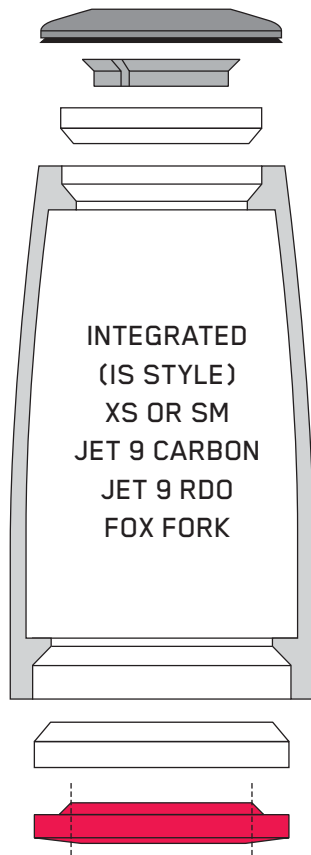 INTEGRATED
(IS STYLE)
XS OR SM
JET 9 CARBON
JET 9 RDO
FOX FORK